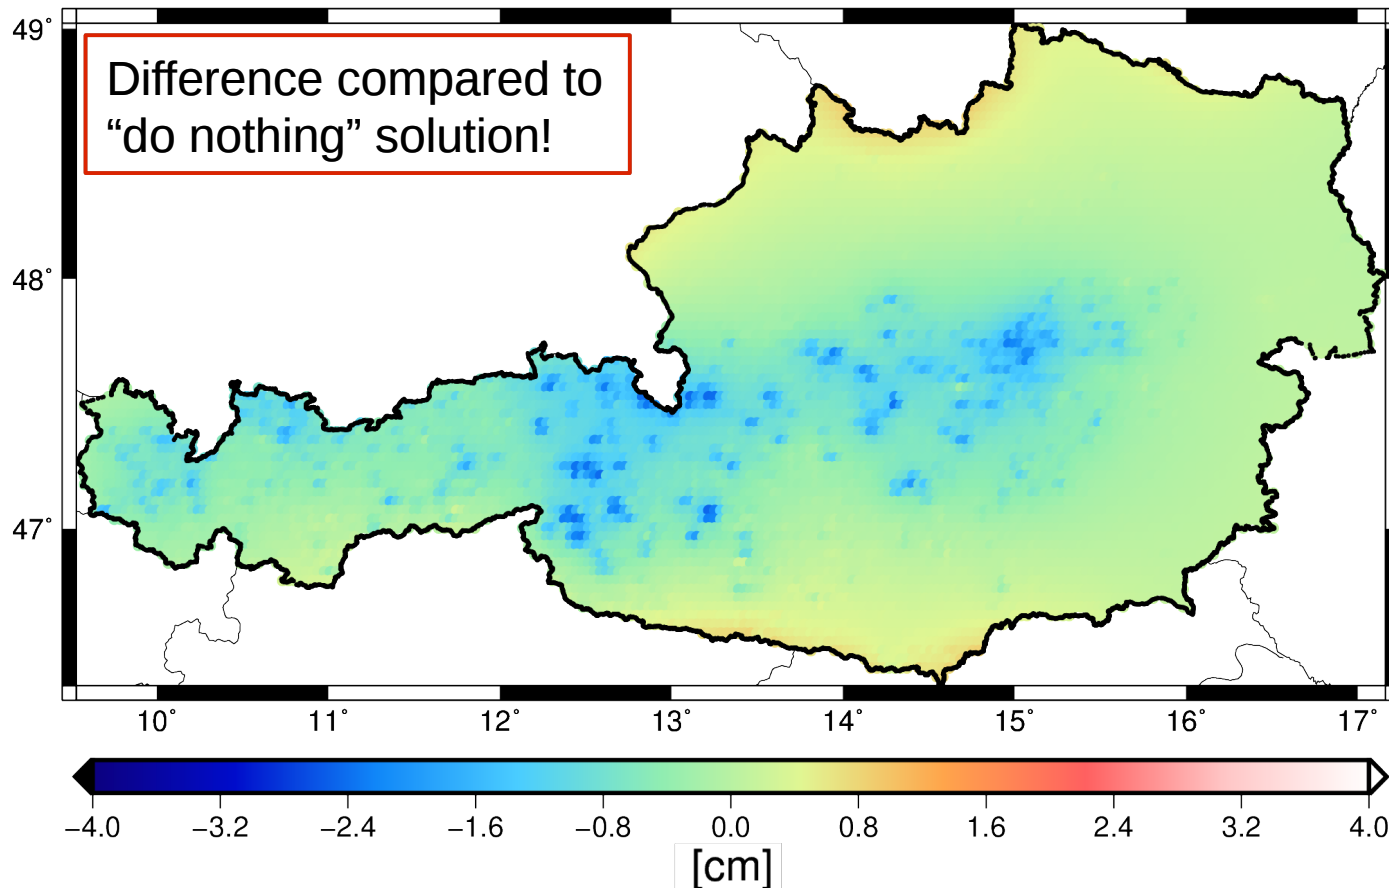 49°
Difference compared to
“do nothing” solution!
48°
47°
10° 11° 12° 13° 14° 15° 16° 17°
−4.0 −3.2 −2.4 −1.6 −0.8 0.0 0.8 1.6 2.4 3.2 4.0
[cm]